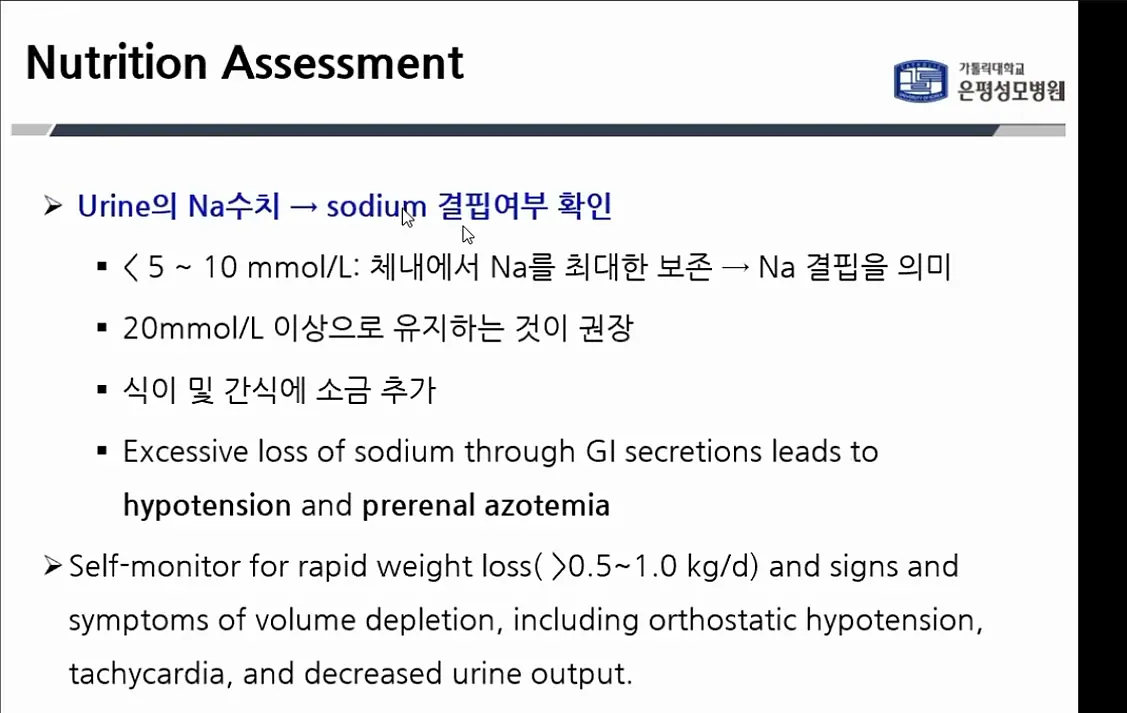 Nutrition Assessment
가톨릭대학교
은평성모병원
➢ Urine의 Na수치 → sodium 결핍여부 확인
▪ < 5 ~ 10 mmol/L: 체내에서 Na를 최대한 보존 → Na 결핍을 의미
▪ 20mmol/L 이상으로 유지하는 것이 권장
▪ 식이 및 간식에 소금 추가
▪ Excessive loss of sodium through GI secretions leads to
hypotension and prerenal azotemia
➢ Self-monitor for rapid weight loss( >0.5~1.0 kg/d) and signs and
symptoms of volume depletion, including orthostatic hypotension,
tachycardia, and decreased urine output.